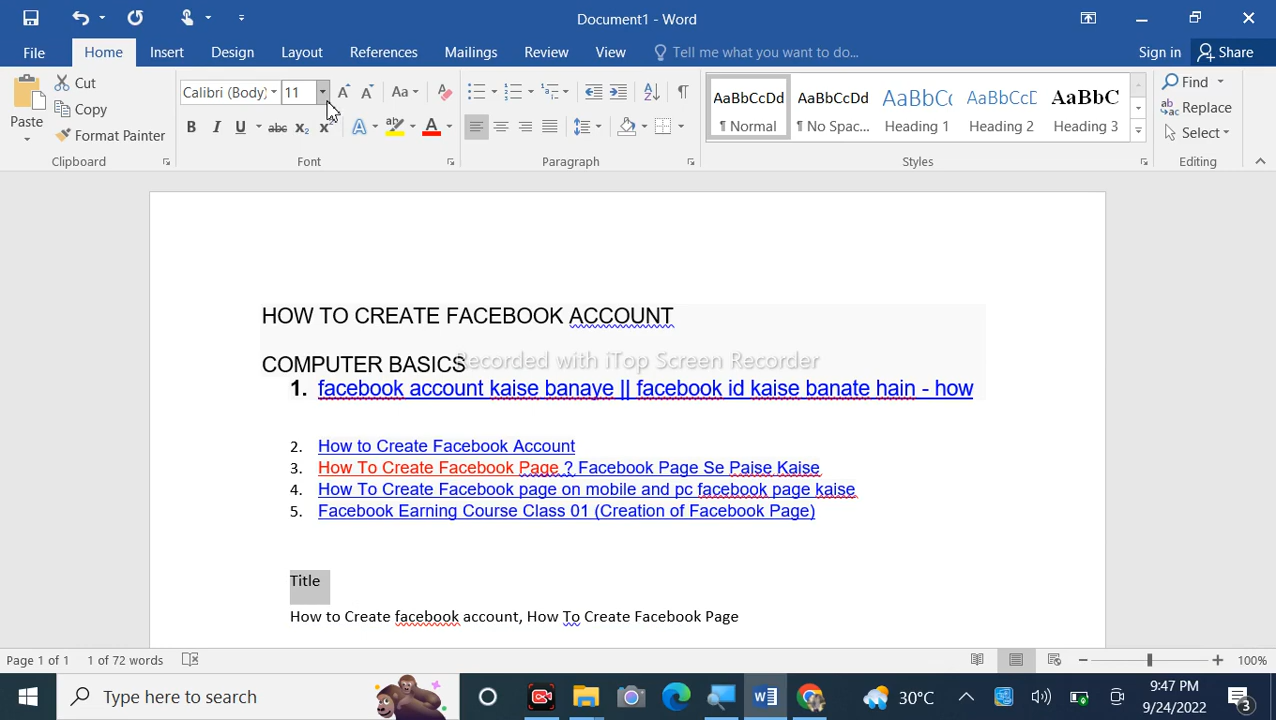 Document1 - Word
File Home Insert Design Layout References Mailings Review View Tell me what you want to do... Sign in Share
Paste Cut Copy Format Painter
Calibri (Body) 11
B I U abc X₂ X² A A Aa
AaBbCcDd ¶ Normal
AaBbCcDd ¶ No Spac...
AaBbCc Heading 1
AaBbCcD Heading 2
AaBbC Heading 3
Find Replace Select
Clipboard Font Paragraph Styles Editing
HOW TO CREATE FACEBOOK ACCOUNT
Recorded with iTop Screen Recorder
COMPUTER BASICS
1. facebook account kaise banaye || facebook id kaise banate hain - how
2. How to Create Facebook Account
3. How To Create Facebook Page ? Facebook Page Se Paise Kaise
4. How To Create Facebook page on mobile and pc facebook page kaise
5. Facebook Earning Course Class 01 (Creation of Facebook Page)
Title
How to Create facebook account, How To Create Facebook Page
Page 1 of 1 1 of 72 words 100%
Type here to search 30°C 9:47 PM
9/24/2022 3